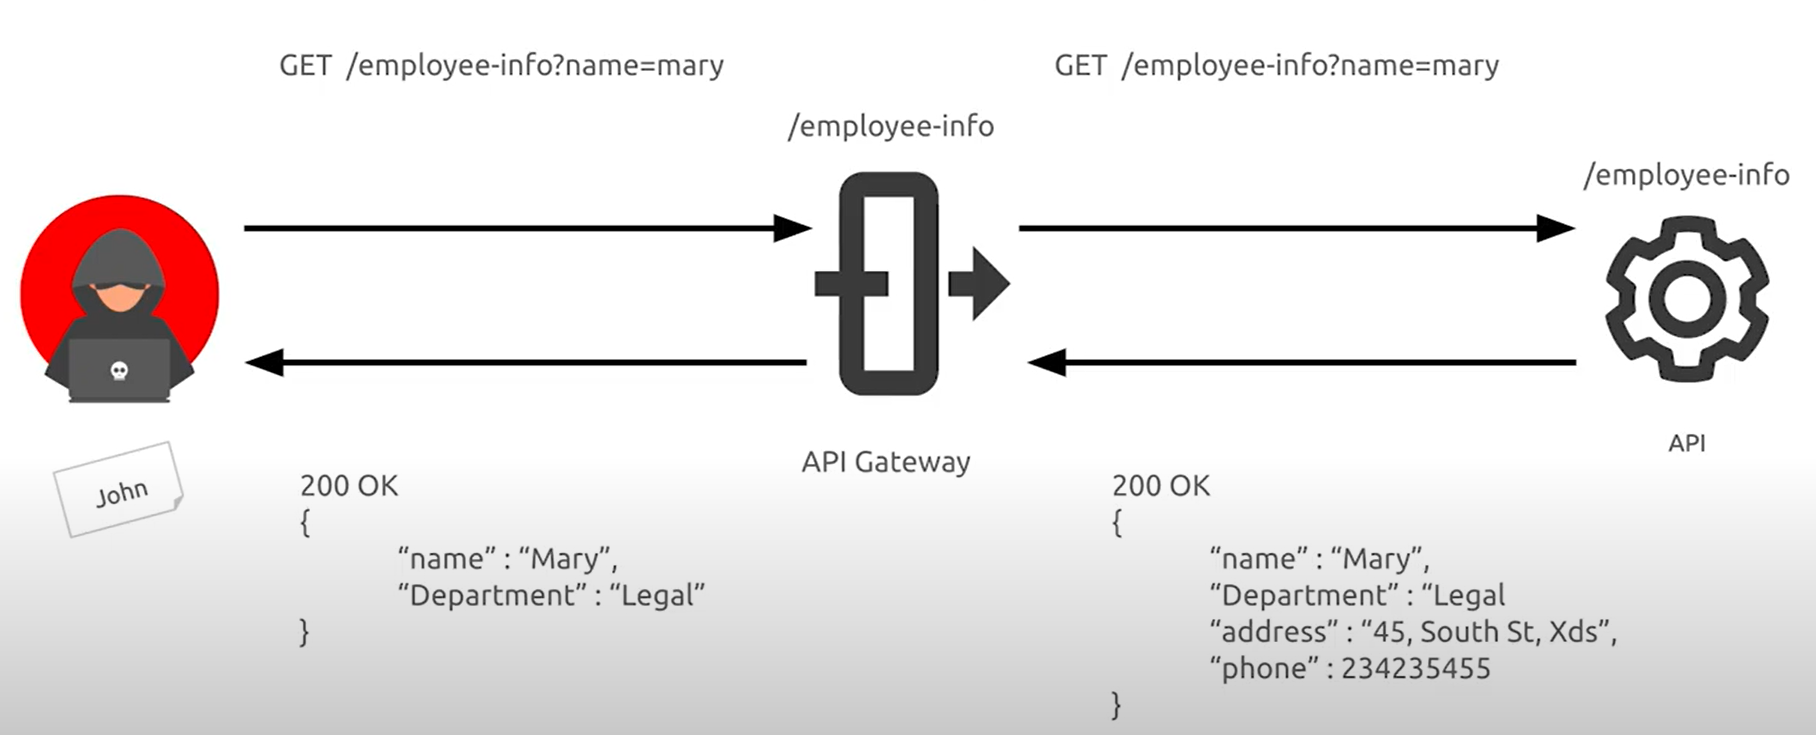 GET /employee-info?name=mary
GET /employee-info?name=mary
/employee-info
/employee-info
John
API Gateway
API
200 OK
{
“name” : “Mary”,
“Department” : “Legal”
}
200 OK
{
“name” : “Mary”,
“Department” : “Legal
“address” : “45, South St, Xds”,
“phone” : 234235455
}